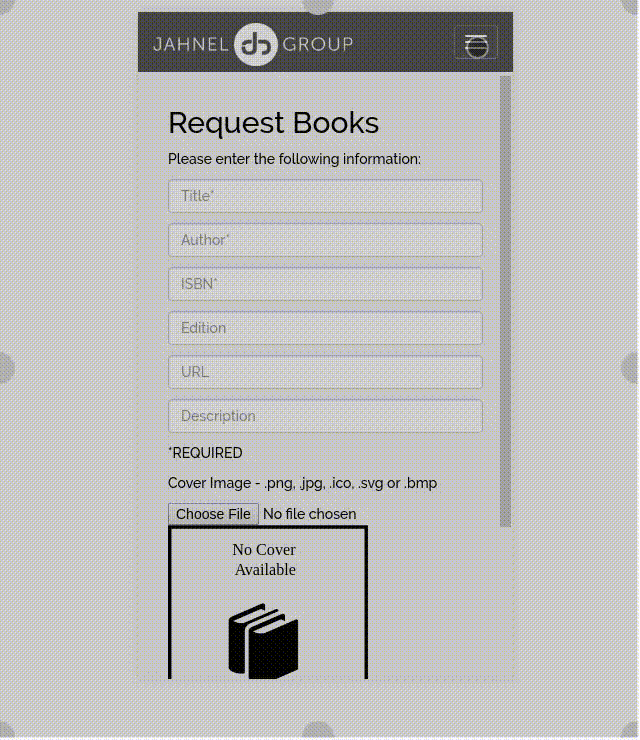 JAHNEL GROUP
Request Books
Please enter the following information:
Title*
Author*
ISBN*
Edition
URL
Description
*REQUIRED
Cover Image - .png, .jpg, .ico, .svg or .bmp
Choose File No file chosen
No Cover
Available